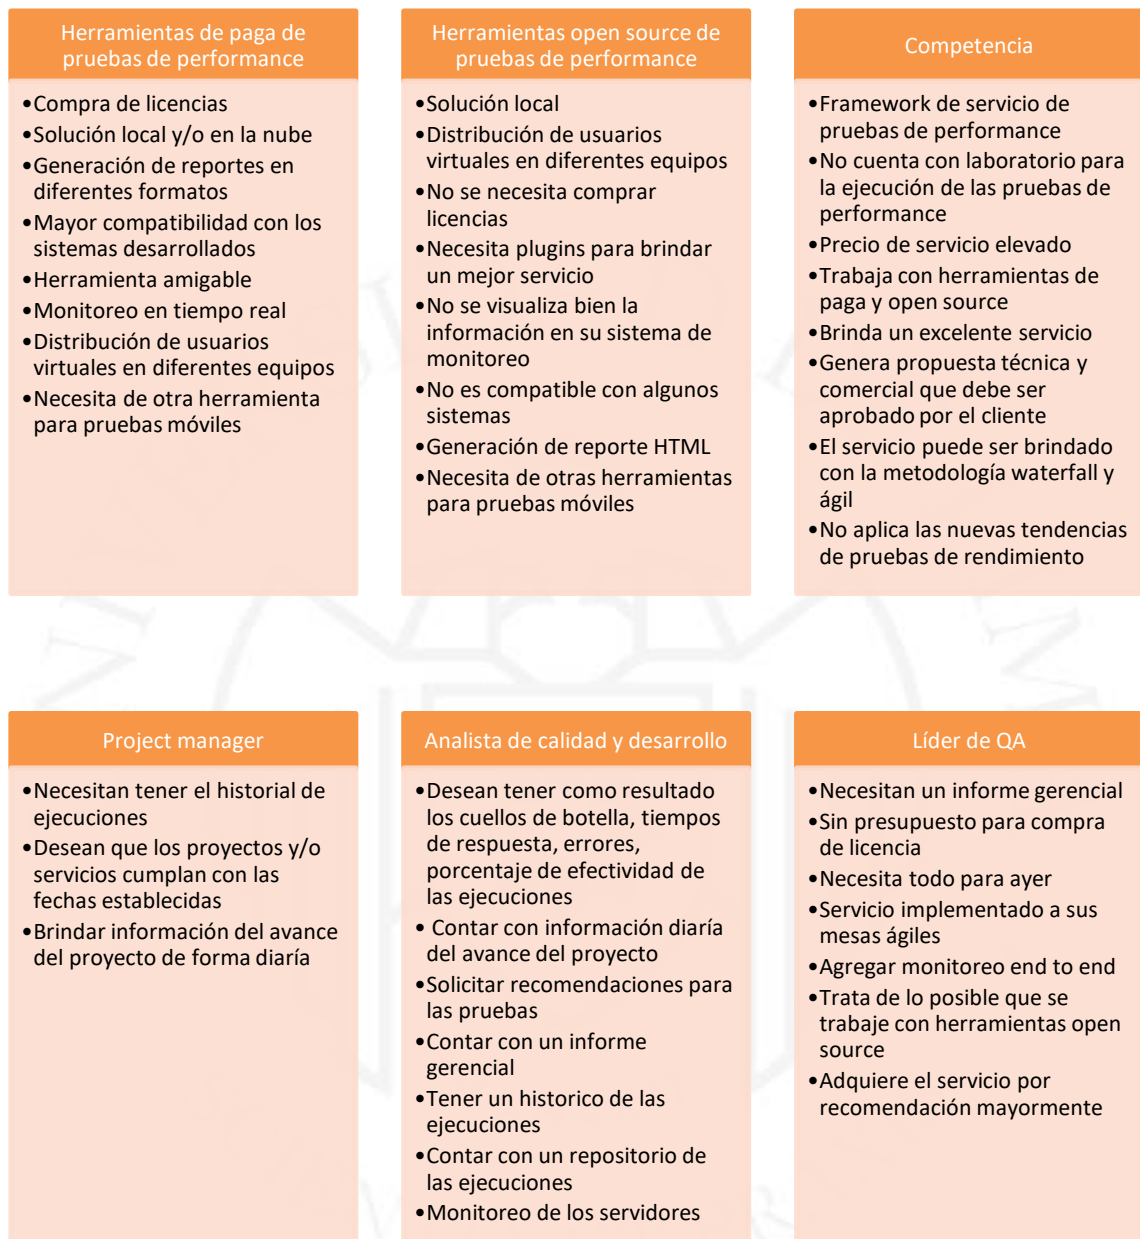 Herramientas de paga de
pruebas de performance
•Compra de licencias
•Solución local y/o en la nube
•Generación de reportes en
diferentes formatos
•Mayor compatibilidad con los
sistemas desarrollados
•Herramienta amigable
•Monitoreo en tiempo real
•Distribución de usuarios
virtuales en diferentes equipos
•Necesita de otra herramienta
para pruebas móviles
Herramientas open source de
pruebas de performance
•Solución local
•Distribución de usuarios
virtuales en diferentes equipos
•No se necesita comprar
licencias
•Necesita plugins para brindar
un mejor servicio
•No se visualiza bien la
información en su sistema de
monitoreo
•No es compatible con algunos
sistemas
•Generación de reporte HTML
•Necesita de otras herramientas
para pruebas móviles
Competencia
•Framework de servicio de
pruebas de performance
•No cuenta con laboratorio para
la ejecución de las pruebas de
performance
•Precio de servicio elevado
•Trabaja con herramientas de
paga y open source
•Brinda un excelente servicio
•Genera propuesta técnica y
comercial que debe ser
aprobado por el cliente
•El servicio puede ser brindado
con la metodología waterfall y
ágil
•No aplica las nuevas tendencias
de pruebas de rendimiento
Project manager
•Necesitan tener el historial de
ejecuciones
•Desean que los proyectos y/o
servicios cumplan con las
fechas establecidas
•Brindar información del avance
del proyecto de forma diaría
Analista de calidad y desarrollo
•Desean tener como resultado
los cuellos de botella, tiempos
de respuesta, errores,
porcentaje de efectividad de
las ejecuciones
• Contar con información diaría
del avance del proyecto
•Solicitar recomendaciones para
las pruebas
•Contar con un informe
gerencial
•Tener un historico de las
ejecuciones
•Contar con un repositorio de
las ejecuciones
•Monitoreo de los servidores
Líder de QA
•Necesitan un informe gerencial
•Sin presupuesto para compra
de licencia
•Necesita todo para ayer
•Servicio implementado a sus
mesas ágiles
•Agregar monitoreo end to end
•Trata de lo posible que se
trabaje con herramientas open
source
•Adquiere el servicio por
recomendación mayormente